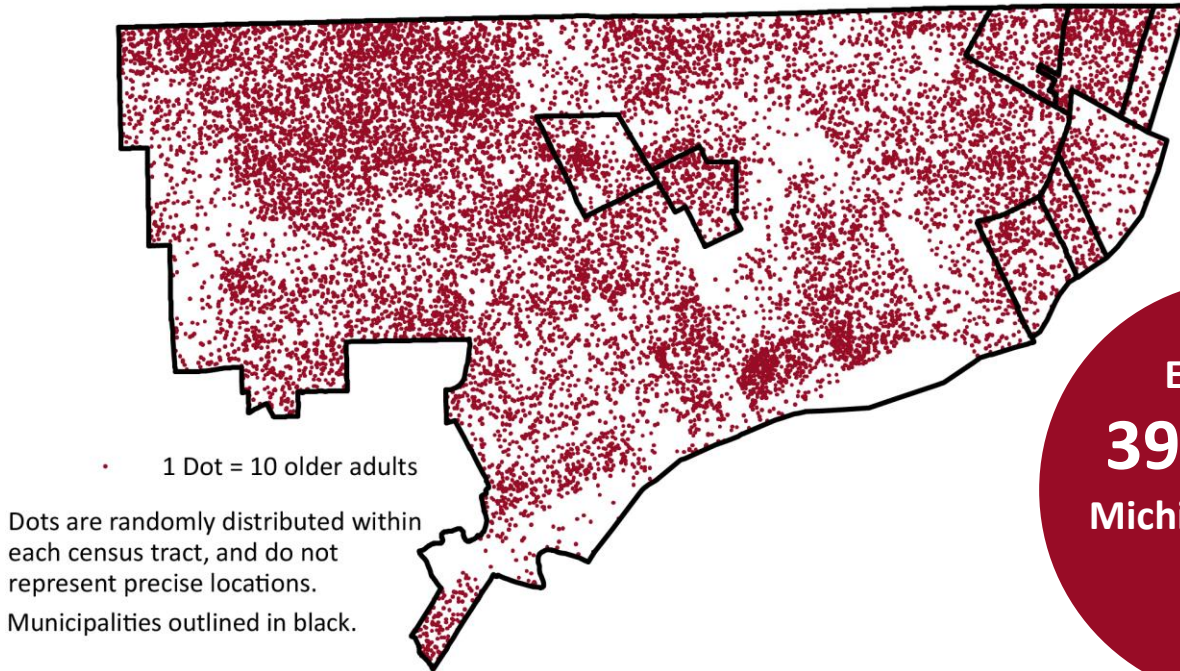 1 Dot = 10 older adults
Dots are randomly distributed within
each census tract, and do not
represent precise locations.
Municipalities outlined in black.
E
39
Michi